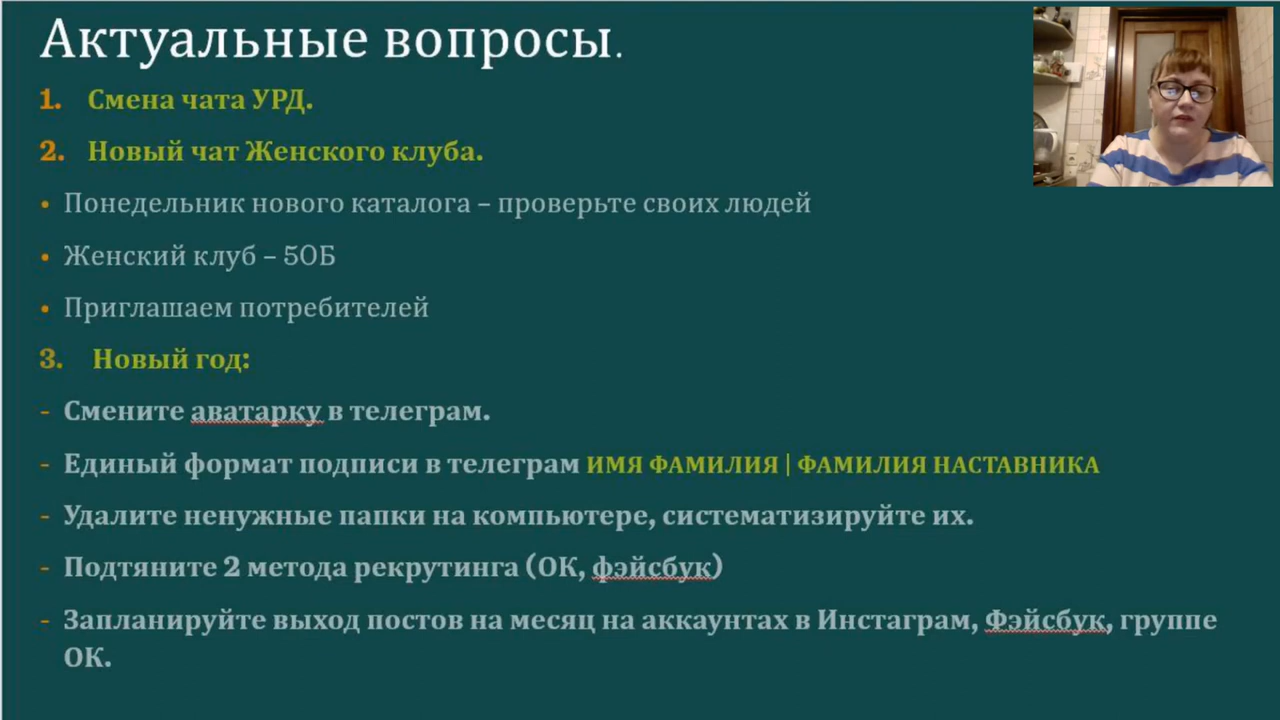 Актуальные вопросы.
1. Смена чата УРД.
2. Новый чат Женского клуба.
• Понедельник нового каталога – проверьте своих людей
• Женский клуб – 5ОБ
• Приглашаем потребителей
3. Новый год:
- Смените аватарку в телеграм.
- Единый формат подписи в телеграм ИМЯ ФАМИЛИЯ | ФАМИЛИЯ НАСТАВНИКА
- Удалите ненужные папки на компьютере, систематизируйте их.
- Подтяните 2 метода рекрутинга (ОК, фэйсбук)
- Запланируйте выход постов на месяц на аккаунтах в Инстаграм, Фэйсбук, группе
ОК.